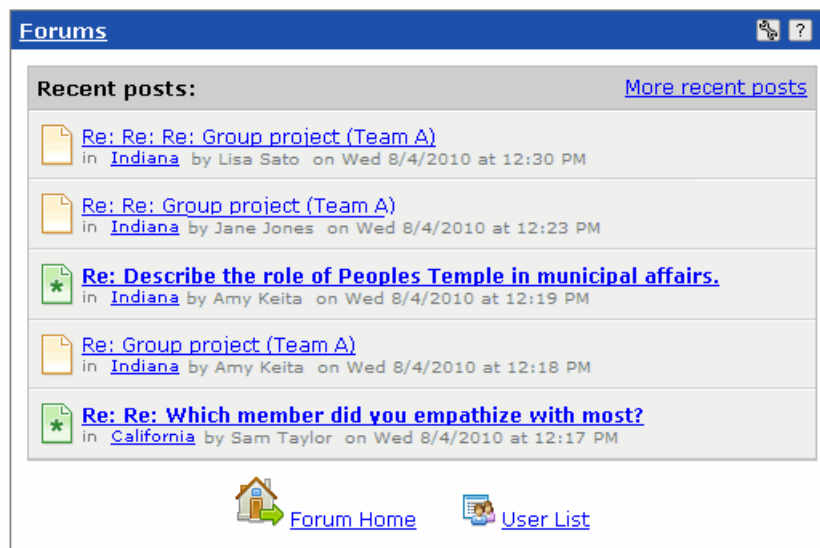 Forums
?
Recent posts: More recent posts
Re: Re: Re: Group project (Team A)
in Indiana by Lisa Sato on Wed 8/4/2010 at 12:30 PM
Re: Re: Group project (Team A)
in Indiana by Jane Jones on Wed 8/4/2010 at 12:23 PM
Re: Describe the role of Peoples Temple in municipal affairs.
in Indiana by Amy Keita on Wed 8/4/2010 at 12:19 PM
Re: Group project (Team A)
in Indiana by Amy Keita on Wed 8/4/2010 at 12:18 PM
Re: Re: Which member did you empathize with most?
in California by Sam Taylor on Wed 8/4/2010 at 12:17 PM
Forum Home User List